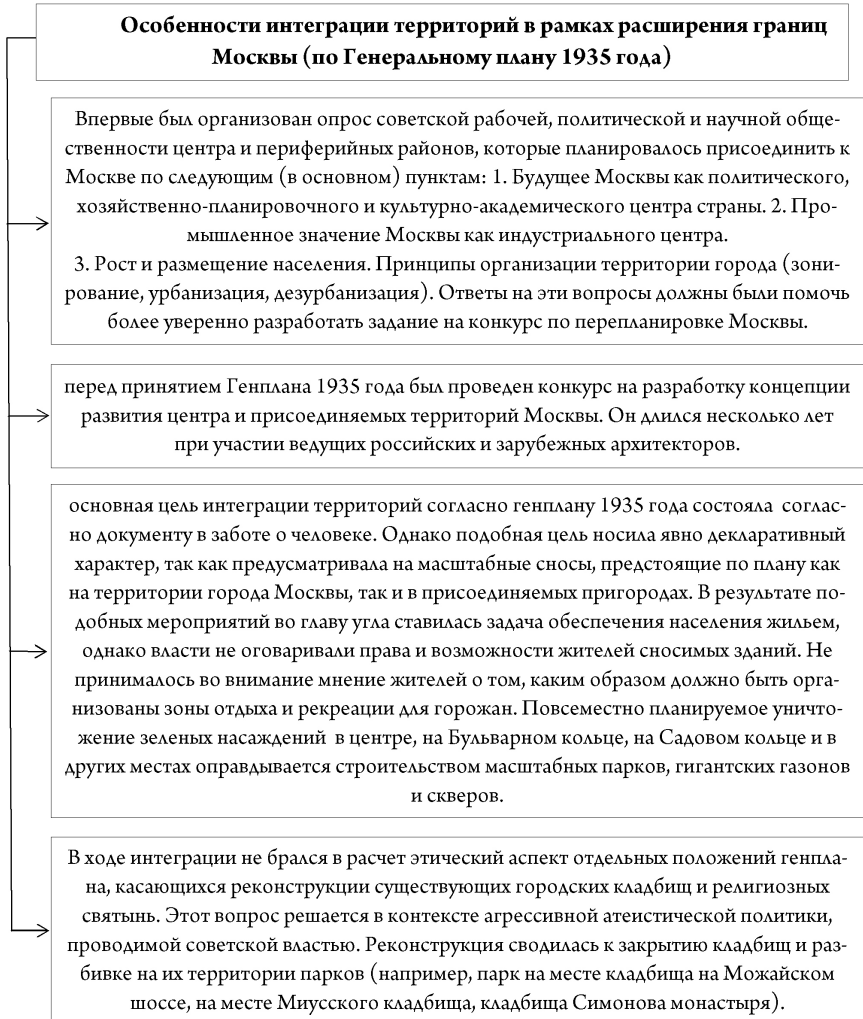 Особенности интеграции территорий в рамках расширения границ
Москвы (по Генеральному плану 1935 года)
Впервые был организован опрос советской рабочей, политической и научной обще-
ственности центра и периферийных районов, которые планировалось присоединить к
Москве по следующим (в основном) пунктам: 1. Будущее Москвы как политического,
хозяйственно-планировочного и культурно-академического центра страны. 2. Про-
мышленное значение Москвы как индустриального центра.
3. Рост и размещение населения. Принципы организации территории города (зони-
рование, урбанизация, дезурбанизация). Ответы на эти вопросы должны были помочь
более уверенно разработать задание на конкурс по перепланировке Москвы.
перед принятием Генплана 1935 года был проведен конкурс на разработку концепции
развития центра и присоединяемых территорий Москвы. Он длился несколько лет
при участии ведущих российских и зарубежных архитекторов.
основная цель интеграции территорий согласно генплану 1935 года состояла согла-
сно документу в заботе о человеке. Однако подобная цель носила явно декларативный
характер, так как предусматривала на масштабные сносы, предстоящие по плану как
на территории города Москвы, так и в присоединяемых пригородах. В результате по-
добных мероприятий во главу угла ставилась задача обеспечения населения жильем,
однако власти не оговаривали права и возможности жителей сносимых зданий. Не
принималось во внимание мнение жителей о том, каким образом должно быть орга-
низованы зоны отдыха и рекреации для горожан. Повсеместно планируемое уничто-
жение зеленых насаждений в центре, на Бульварном кольце, на Садовом кольце и в
других местах оправдывается строительством масштабных парков, гигантских газонов
и скверов.
В ходе интеграции не брался в расчет этический аспект отдельных положений генпла-
на, касающихся реконструкции существующих городских кладбищ и религиозных
святынь. Этот вопрос решается в контексте агрессивной атеистической политики,
проводимой советской властью. Реконструкция сводилась к закрытию кладбищ и раз-
бивке на их территории парков (например, парк на месте кладбища на Можайском
шоссе, на месте Миусского кладбища, кладбища Симонова монастыря).